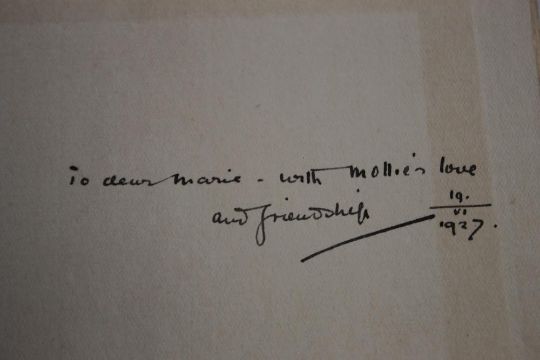 To dear Marie - with Mollie's love
and friendship
19.
VI
1927.